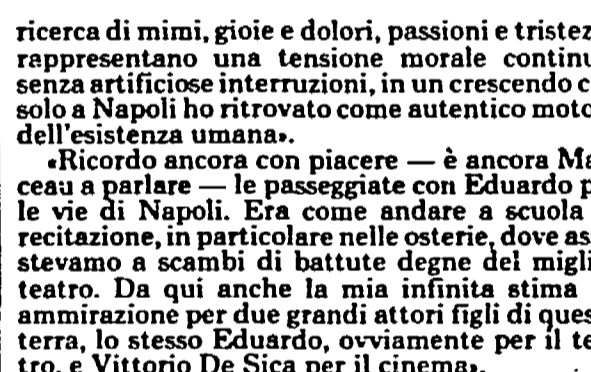 ricerca di mimi, gioie e dolori, passioni e tristez
rappresentano una tensione morale continu
senza artificiose interruzioni, in un crescendo c
solo a Napoli ho ritrovato come autentico moto
dell'esistenza umana».
«Ricordo ancora con piacere — è ancora Ma
ceau a parlare — le passeggiate con Eduardo p
le vie di Napoli. Era come andare a scuola
recitazione, in particolare nelle osterie, dove as
stevamo a scambi di battute degne del migli
teatro. Da qui anche la mia infinita stima
ammirazione per due grandi attori figli di ques
terra, lo stesso Eduardo, ovviamente per il te
tro, e Vittorio De Sica per il cinema».